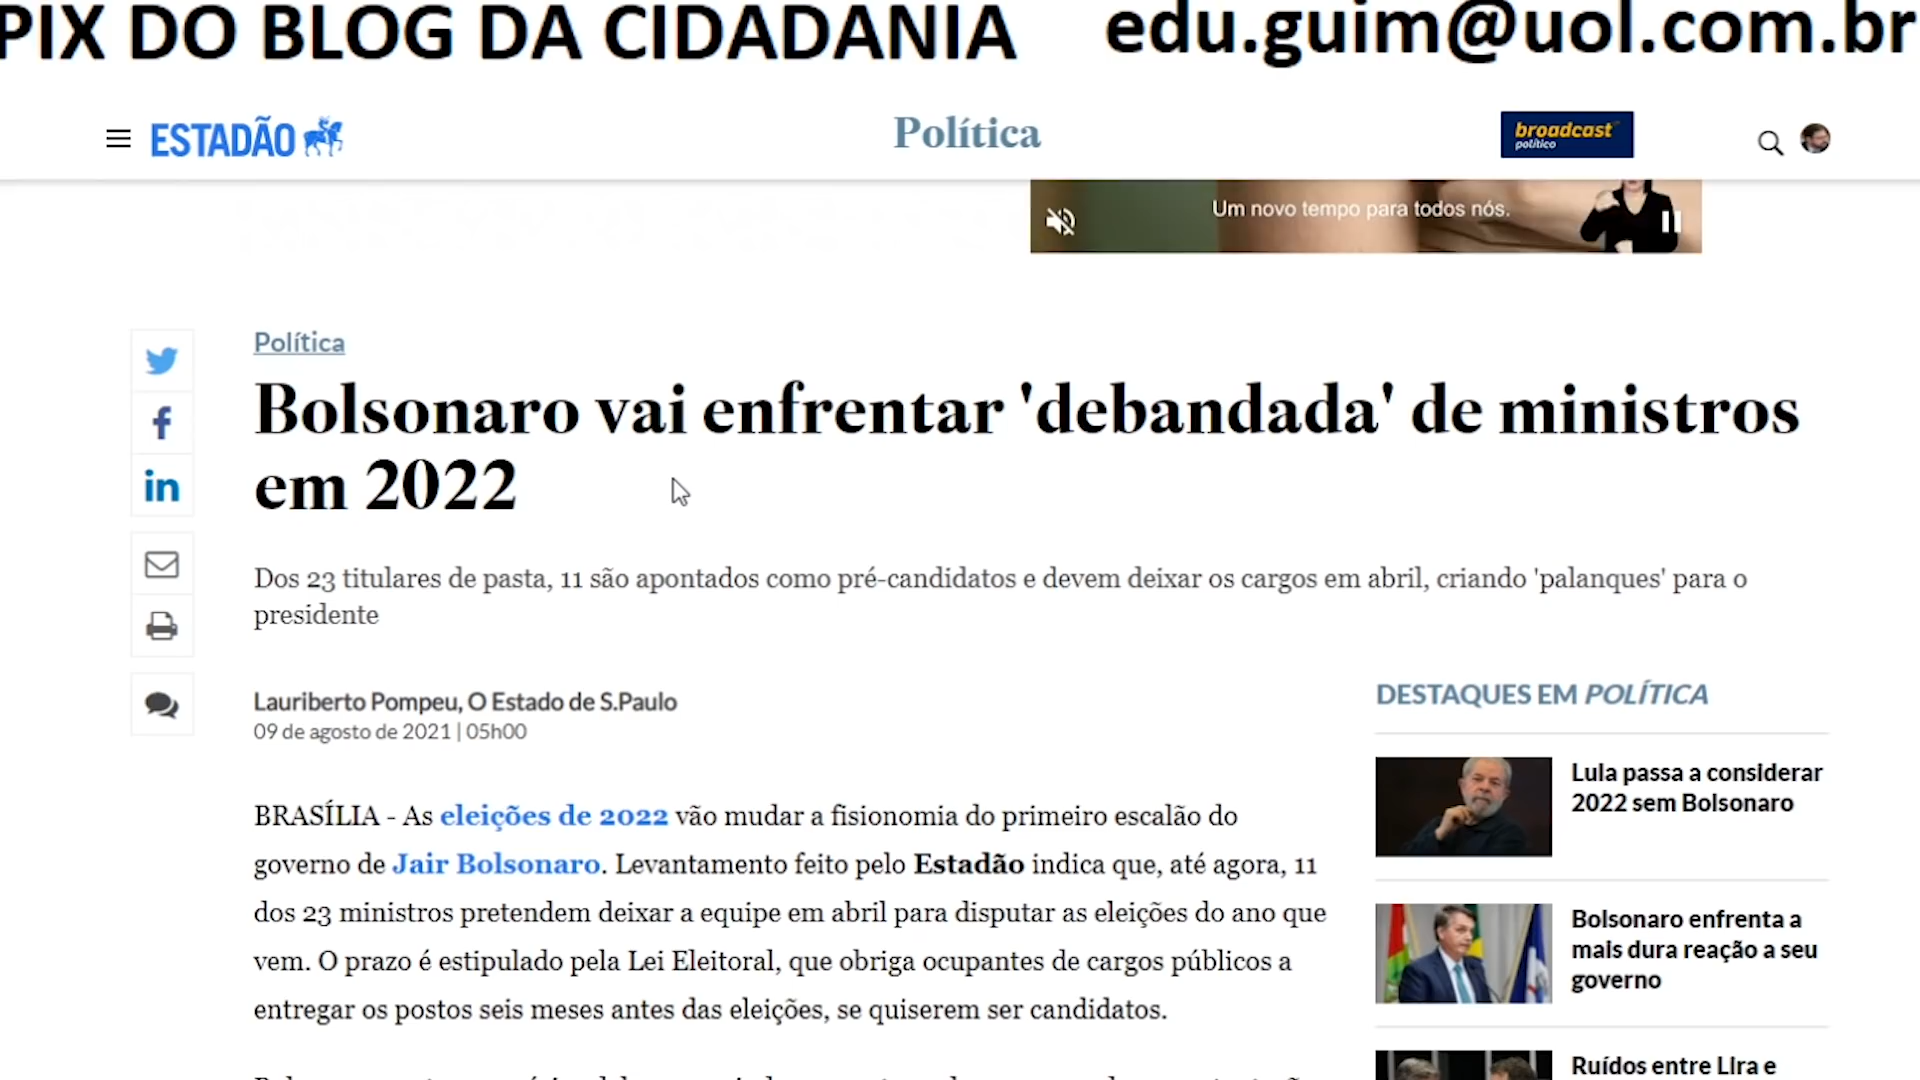 PIX DO BLOG DA CIDADANIA edu.guim@uol.com.br
ESTADÃO
Política
broadcast
político
Um novo tempo para todos nós.
Política
Bolsonaro vai enfrentar 'debandada' de ministros
em 2022
Dos 23 titulares de pasta, 11 são apontados como pré-candidatos e devem deixar os cargos em abril, criando 'palanques' para o
presidente
Lauriberto Pompeu, O Estado de S.Paulo
09 de agosto de 2021 | 05h00
BRASÍLIA - As eleições de 2022 vão mudar a fisionomia do primeiro escalão do
governo de Jair Bolsonaro. Levantamento feito pelo Estadão indica que, até agora, 11
dos 23 ministros pretendem deixar a equipe em abril para disputar as eleições do ano que
vem. O prazo é estipulado pela Lei Eleitoral, que obriga ocupantes de cargos públicos a
entregar os postos seis meses antes das eleições, se quiserem ser candidatos.
DESTAQUES EM POLÍTICA
Lula passa a considerar
2022 sem Bolsonaro
Bolsonaro enfrenta a
mais dura reação a seu
governo
Ruídos entre LIra e